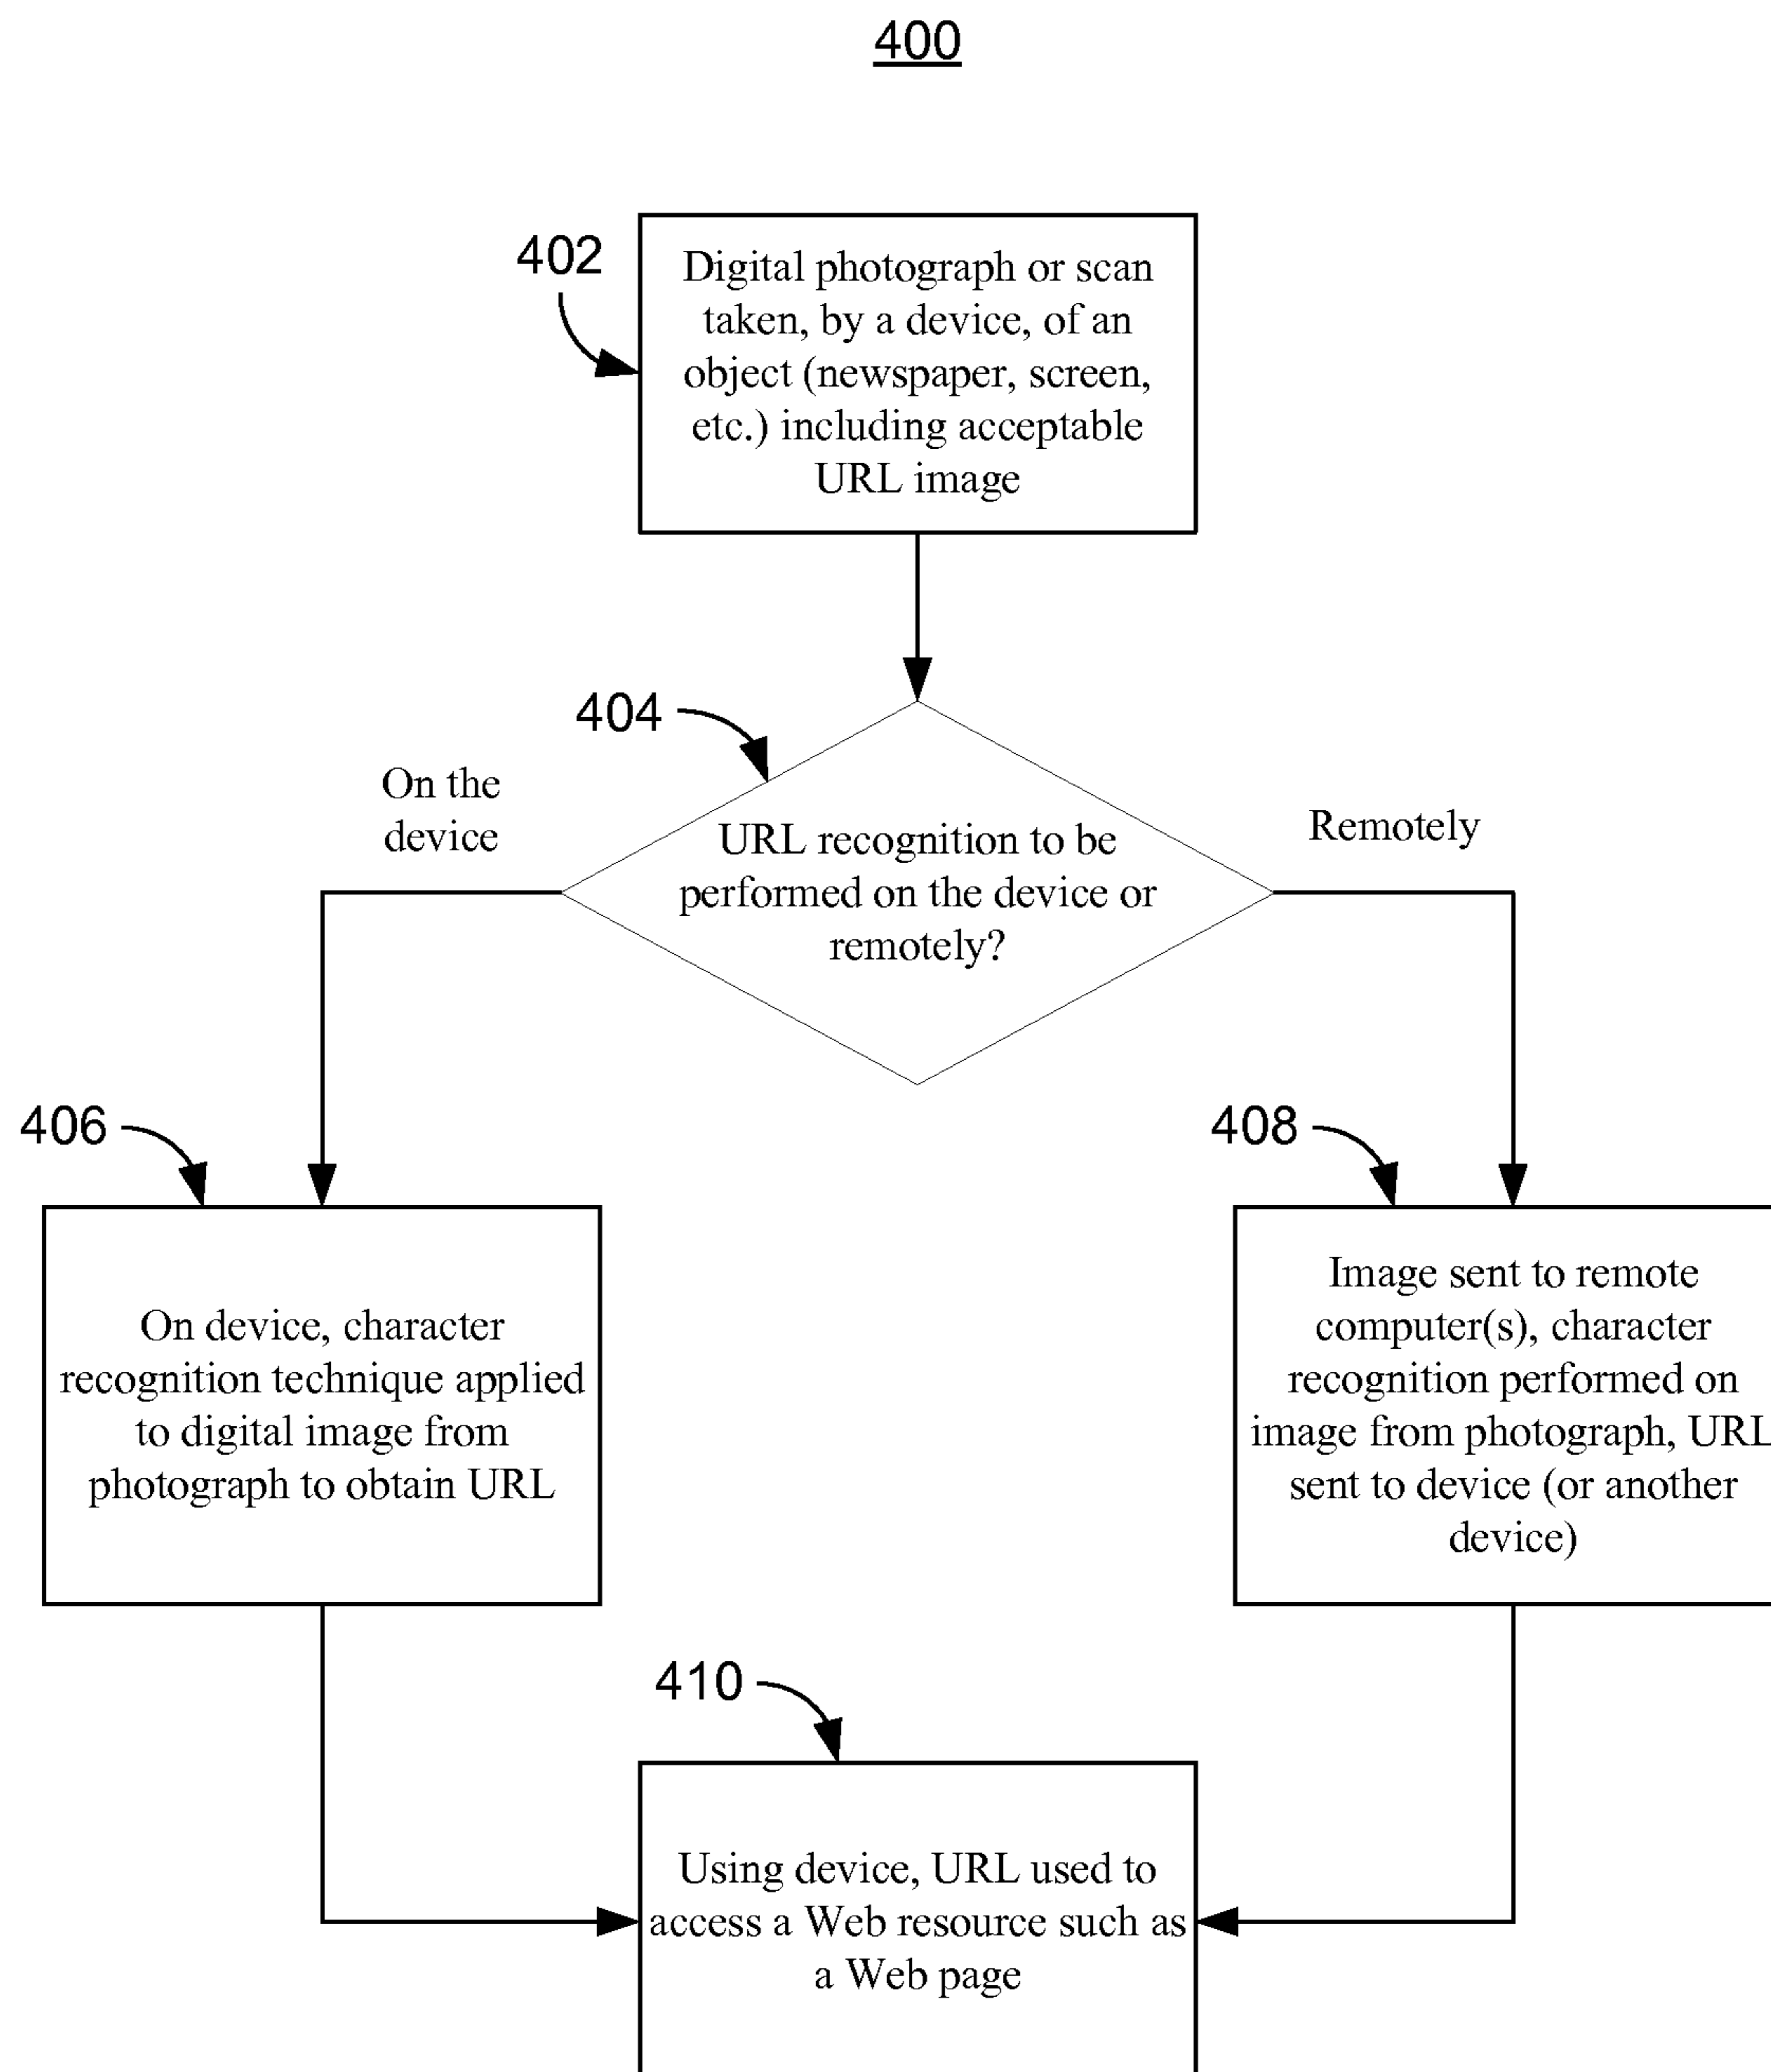 400
402
Digital photograph or scan
taken, by a device, of an
object (newspaper, screen,
etc.) including acceptable
URL image
404
On the
device
URL recognition to be
performed on the device or
remotely?
Remotely
406
On device, character
recognition technique applied
to digital image from
photograph to obtain URL
408
Image sent to remote
computer(s), character
recognition performed on
image from photograph, URL
sent to device (or another
device)
410
Using device, URL used to
access a Web resource such as
a Web page